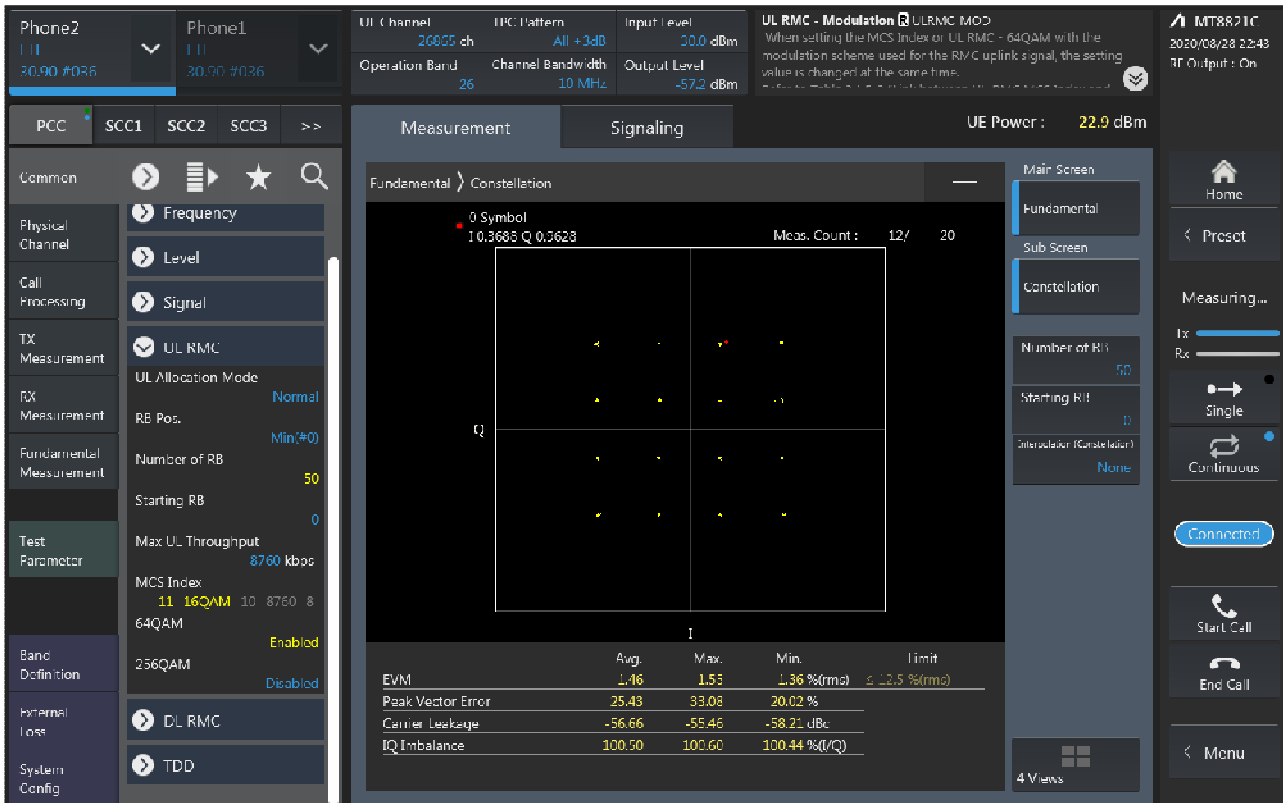 Phone2
LTE
30.90 #036
Phone1
LTE
30.90 #036
UL Channel
26865 ch
Operation Band
26
TPC Pattern
All +3dB
Channel Bandwidth
10 MHz
Input Level
30.0 dBm
Output Level
-57.2 dBm
UL RMC - Modulation R ULRMC_MOD
When setting the MCS Index or UL RMC - 64QAM with the
modulation scheme used for the RMC uplink signal, the setting
value is changed at the same time.
MT8821C
2020/08/28 22:43
RF Output : On
PCC
SCC1
SCC2
SCC3
>>
Measurement
Signaling
UE Power : 22.9 dBm
Common
Physical
Channel
Call
Processing
TX
Measurement
RX
Measurement
Fundamental
Measurement
Test
Parameter
Band
Definition
External
Loss
System
Config
Frequency
Level
Signal
UL RMC
UL Allocation Mode
Normal
RB Pos.
Min(#0)
Number of RB
50
Starting RB
0
Max UL Throughput
8760 kbps
MCS Index
11 16QAM 10 8760 8
64QAM
Enabled
256QAM
Disabled
DL RMC
TDD
Fundamental
Constellation
0 Symbol
I 0.3688 Q 0.9628
Meas. Count : 12/ 20
Q
I
Avg. Max. Min. Limit
EVM 1.46 1.55 1.36 %(rms) ≤ 12.5 %(rms)
Peak Vector Error 25.43 33.08 20.02 %
Carrier Leakage -56.66 -55.46 -58.21 dBc
IQ Imbalance 100.50 100.60 100.44 %(I/Q)
Main Screen
Fundamental
Sub Screen
Constellation
Number of RB
50
Starting RB
0
Interpolation (Constellation)
None
4 Views
Home
< Preset
Measuring...
Tx
Rx
Single
Continuous
Connected
Start Call
End Call
< Menu